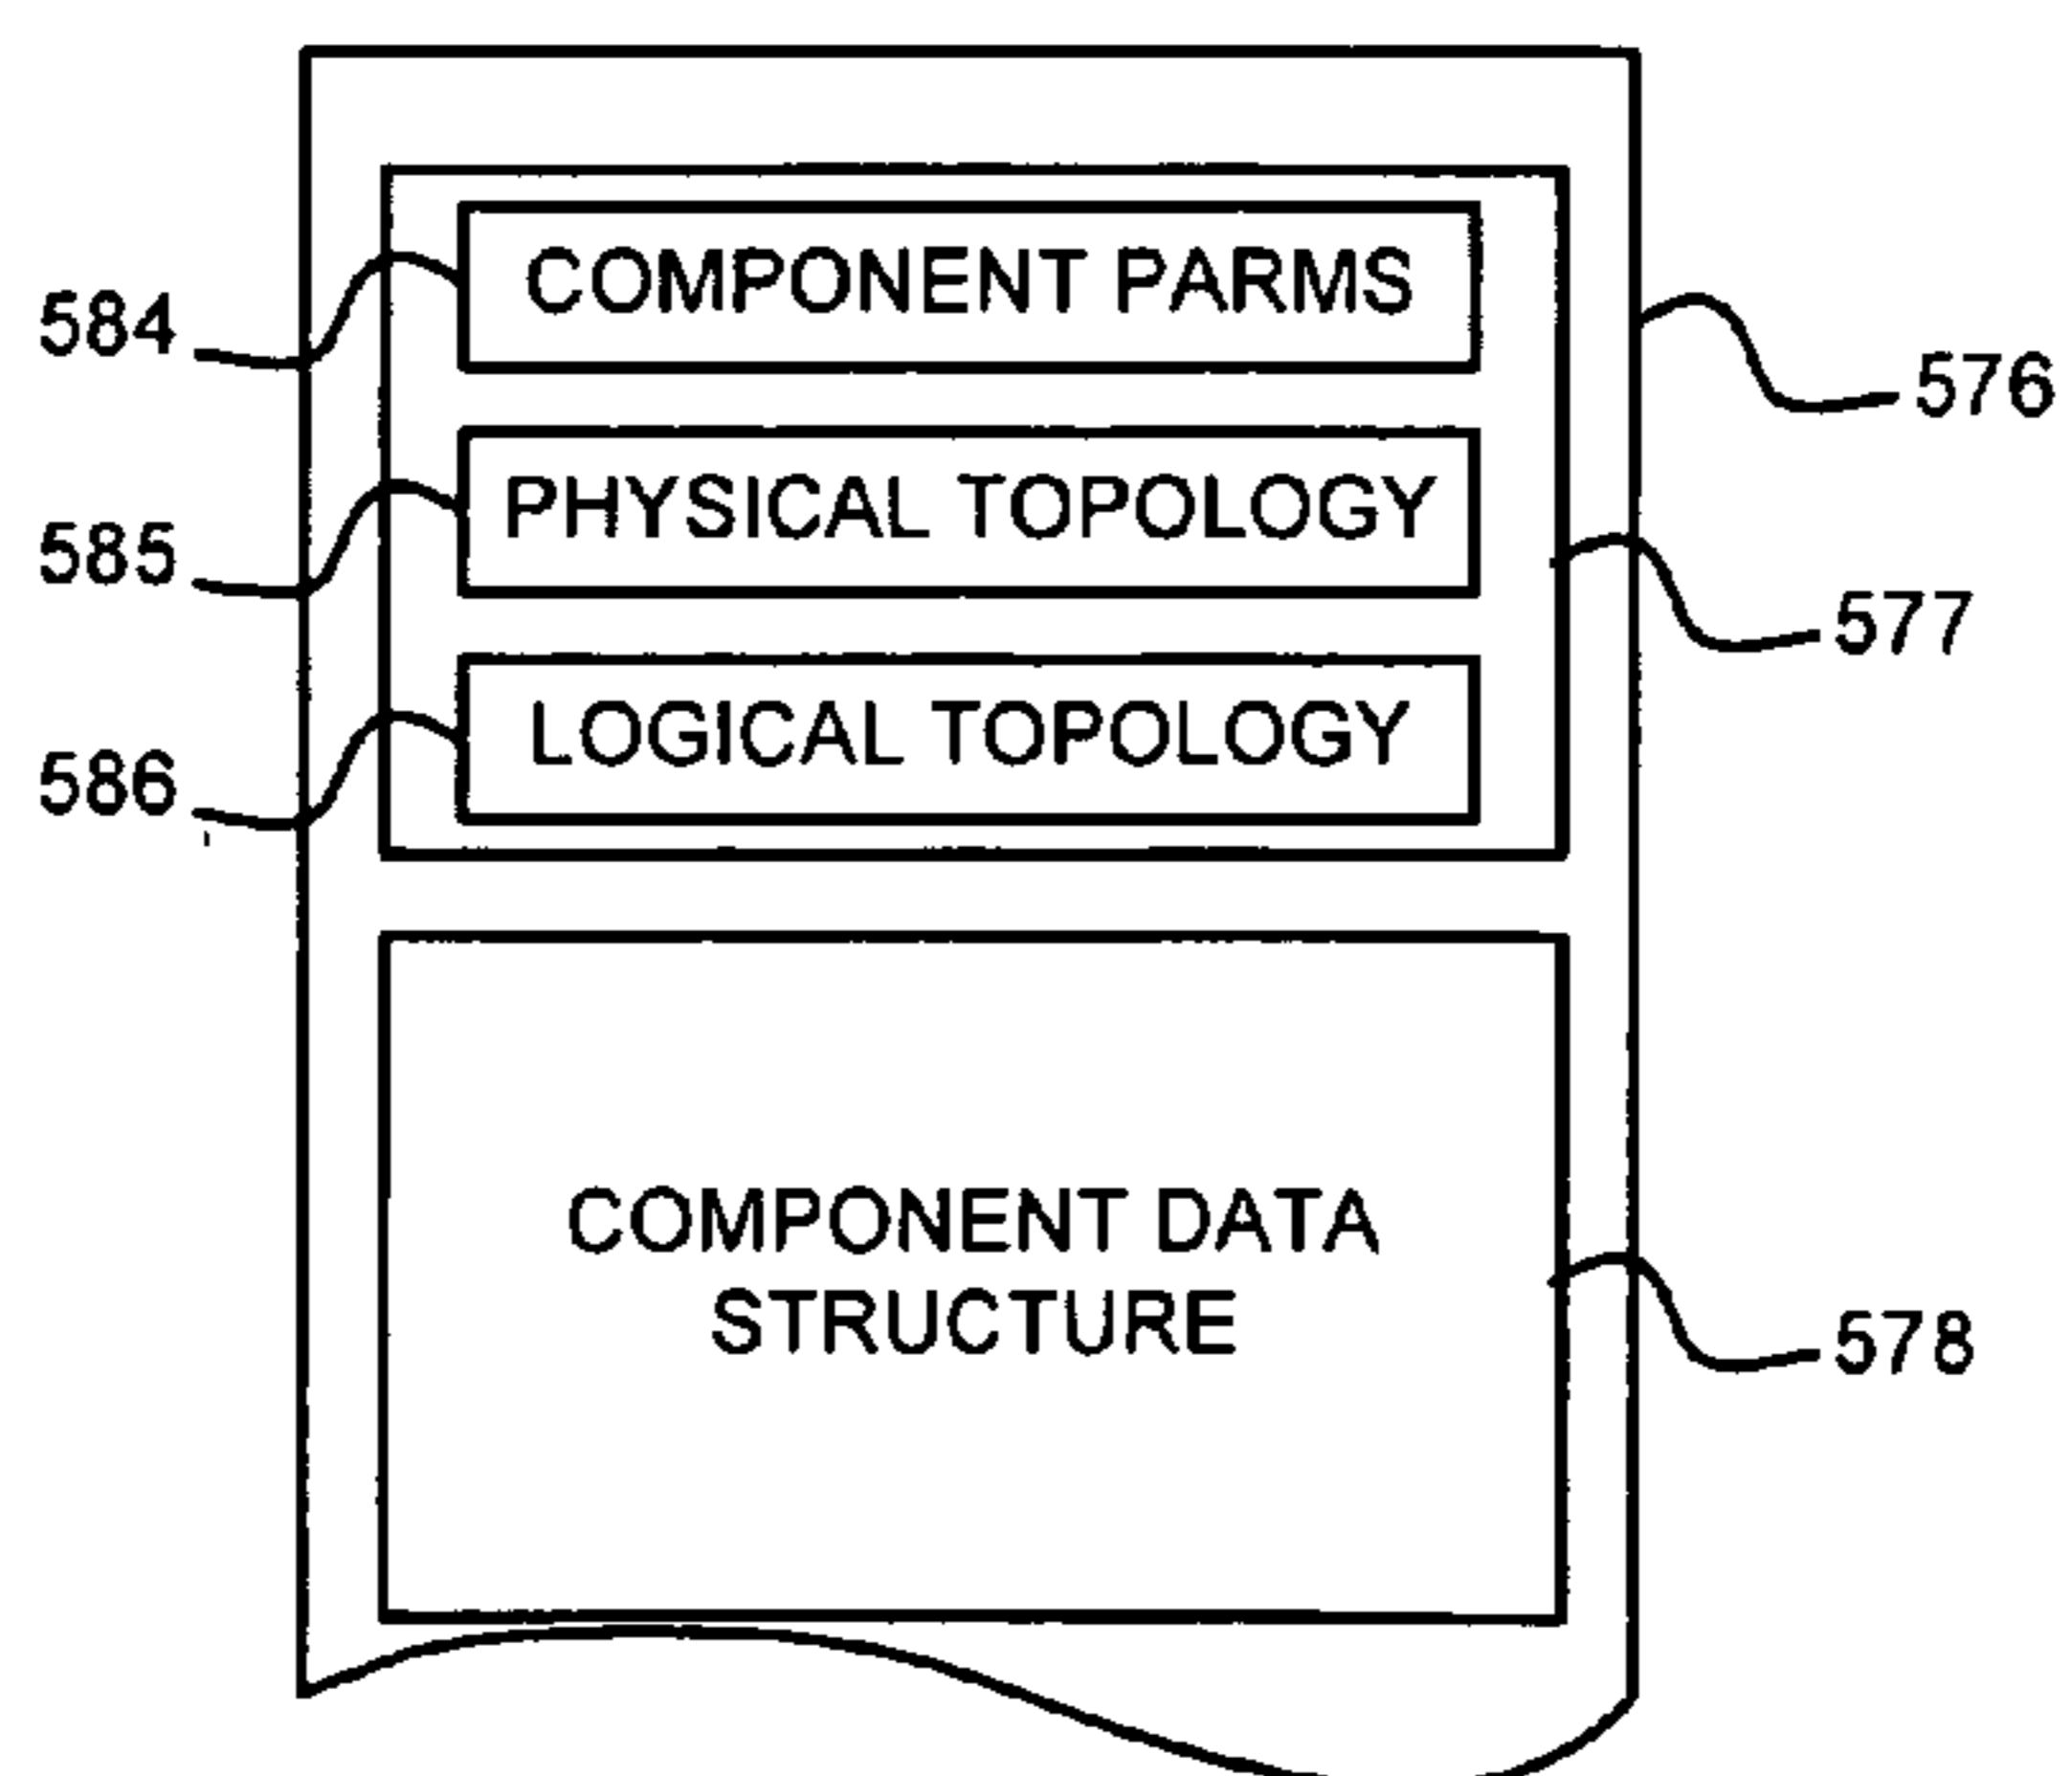 COMPONENT PARMS
584
576
PHYSICAL TOPOLOGY
585
577
LOGICAL TOPOLOGY
586
COMPONENT DATA
STRUCTURE
578